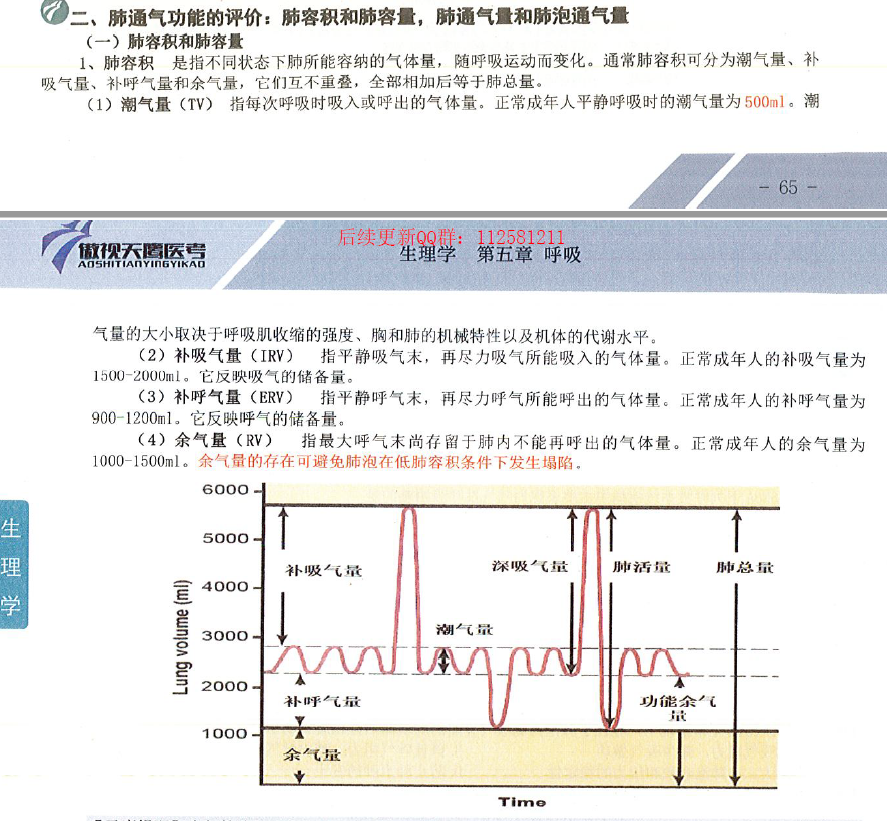 二、肺通气功能的评价：肺容积和肺容量，肺通气量和肺泡通气量
（一）肺容积和肺容量
1、肺容积 是指不同状态下肺所能容纳的气体量，随呼吸运动而变化。通常肺容积可分为潮气量、补
吸气量、补呼气量和余气量，它们互不重叠，全部相加后等于肺总量。
（1）潮气量（TV） 指每次呼吸时吸入或呼出的气体量。正常成年人平静呼吸时的潮气量为500ml。潮
- 65 -
傲视天鹰医考
AOSHITIANYINGYIKAO
后续更新QQ群：112581211
生理学 第五章 呼吸
气量的大小取决于呼吸肌收缩的强度、胸和肺的机械特性以及机体的代谢水平。
（2）补吸气量（IRV） 指平静吸气末，再尽力吸气所能吸入的气体量。正常成年人的补吸气量为
1500-2000ml。它反映吸气的储备量。
（3）补呼气量（ERV） 指平静呼气末，再尽力呼气所能呼出的气体量。正常成年人的补呼气量为
900-1200ml。它反映呼气的储备量。
（4）余气量（RV） 指最大呼气末尚存留于肺内不能再呼出的气体量。正常成年人的余气量为
1000-1500ml。余气量的存在可避免肺泡在低肺容积条件下发生塌陷。
生理学
6000
5000
4000
3000
2000
1000
Lung volume (ml)
补吸气量
深吸气量
肺活量
肺总量
潮气量
补呼气量
功能余气
量
余气量
Time